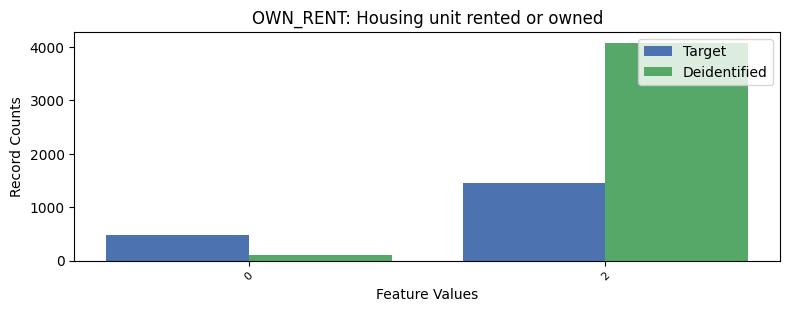 OWN_RENT: Housing unit rented or owned
Target
Deidentified
4000
3000
2000
1000
0
Record Counts
0
2
Feature Values